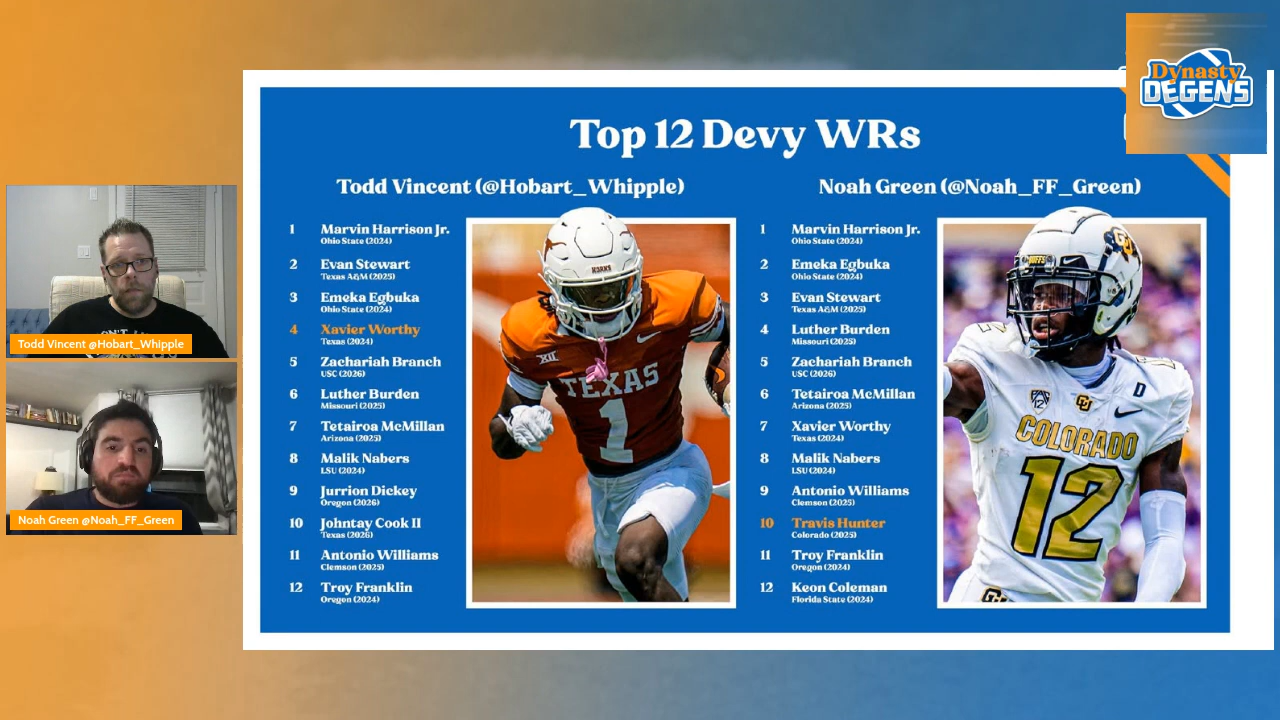 Dynasty
DEGENS
Top 12 Devy WRs
Todd Vincent (@Hobart_Whipple)
1 Marvin Harrison Jr.
Ohio State (2024)
2 Evan Stewart
Texas A&M (2025)
3 Emeka Egbuka
Ohio State (2024)
4 Xavier Worthy
Texas (2024)
5 Zachariah Branch
USC (2026)
6 Luther Burden
Missouri (2025)
7 Tetairoa McMillan
Arizona (2025)
8 Malik Nabers
LSU (2024)
9 Jurrion Dickey
Oregon (2026)
10 Johntay Cook II
Texas (2026)
11 Antonio Williams
Clemson (2025)
12 Troy Franklin
Oregon (2024)
HORNS
XII
TEXAS
1
Noah Green (@Noah_FF_Green)
1 Marvin Harrison Jr.
Ohio State (2024)
2 Emeka Egbuka
Ohio State (2024)
3 Evan Stewart
Texas A&M (2025)
4 Luther Burden
Missouri (2025)
5 Zachariah Branch
USC (2026)
6 Tetairoa McMillan
Arizona (2025)
7 Xavier Worthy
Texas (2024)
8 Malik Nabers
LSU (2024)
9 Antonio Williams
Clemson (2025)
10 Travis Hunter
Colorado (2025)
11 Troy Franklin
Oregon (2024)
12 Keon Coleman
Florida State (2024)
BUFFS
CU
PAC
12
CU
D
COLORADO
12
Todd Vincent @Hobart_Whipple
Noah Green @Noah_FF_Green